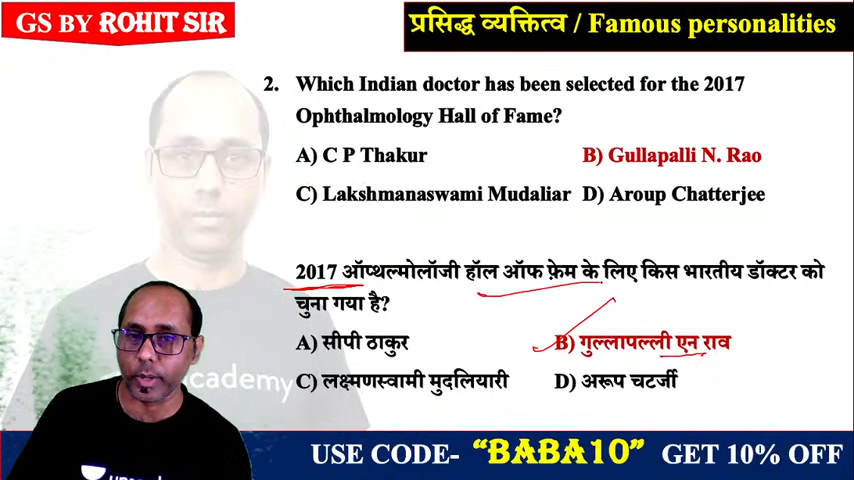 GS BY ROHIT SIR
प्रसिद्ध व्यक्तित्व / Famous personalities
2. Which Indian doctor has been selected for the 2017
Ophthalmology Hall of Fame?
A) C P Thakur B) Gullapalli N. Rao
C) Lakshmanaswami Mudaliar D) Aroup Chatterjee
2017 ऑप्थल्मोलॉजी हॉल ऑफ फ़ेम के लिए किस भारतीय डॉक्टर को
चुना गया है?
A) सीपी ठाकुर B) गुल्लापल्ली एन राव
C) लक्ष्मणस्वामी मुदलियारी D) अरूप चटर्जी
academy
USE CODE- “BABA10” GET 10% OFF